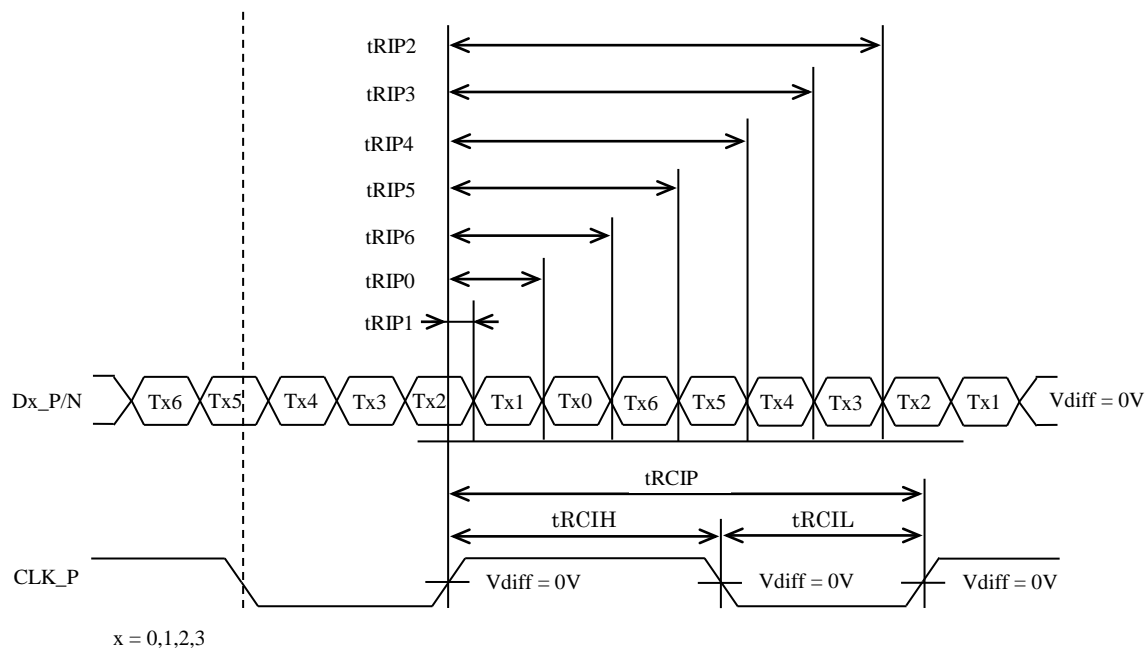 tRIP2
tRIP3
tRIP4
tRIP5
tRIP6
tRIP0
tRIP1
Dx_P/N Tx6 Tx5 Tx4 Tx3 Tx2 Tx1 Tx0 Tx6 Tx5 Tx4 Tx3 Tx2 Tx1 Vdiff = 0V
tRCIP
tRCIH tRCIL
CLK_P Vdiff = 0V Vdiff = 0V Vdiff = 0V
x = 0,1,2,3